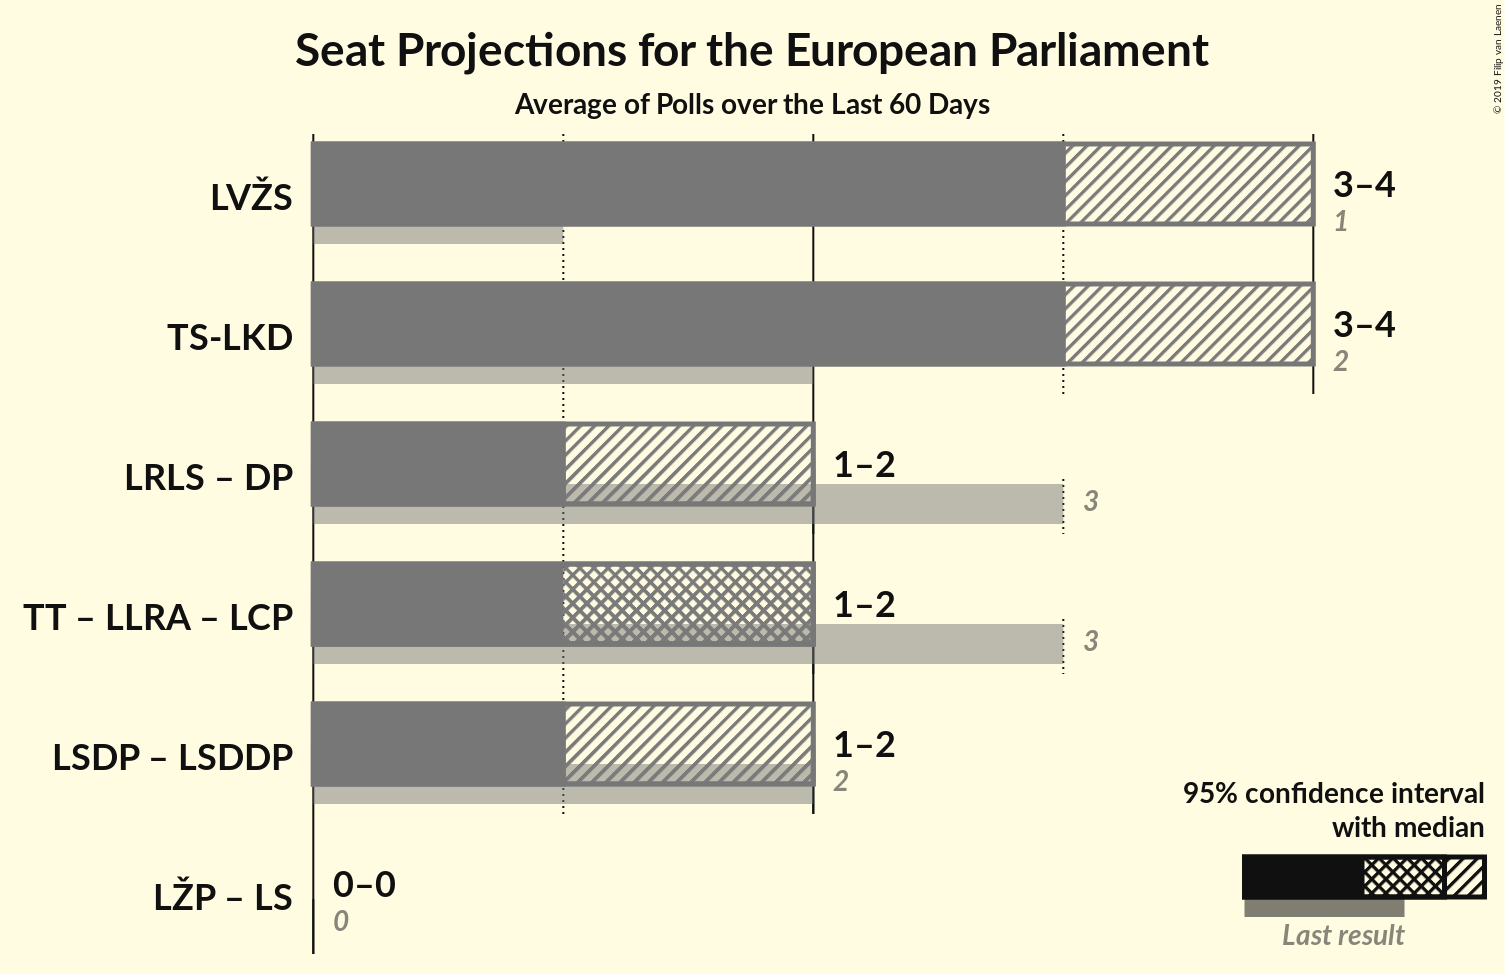 Seat Projections for the European Parliament
Average of Polls over the Last 60 Days
© 2019 Filip van Laenen
LVŽS
3–4
1
TS-LKD
3–4
2
LRLS – DP
1–2
3
TT – LLRA – LCP
1–2
3
LSDP – LSDDP
1–2
2
LŽP – LS
0–0
0
95% confidence interval
with median
Last result